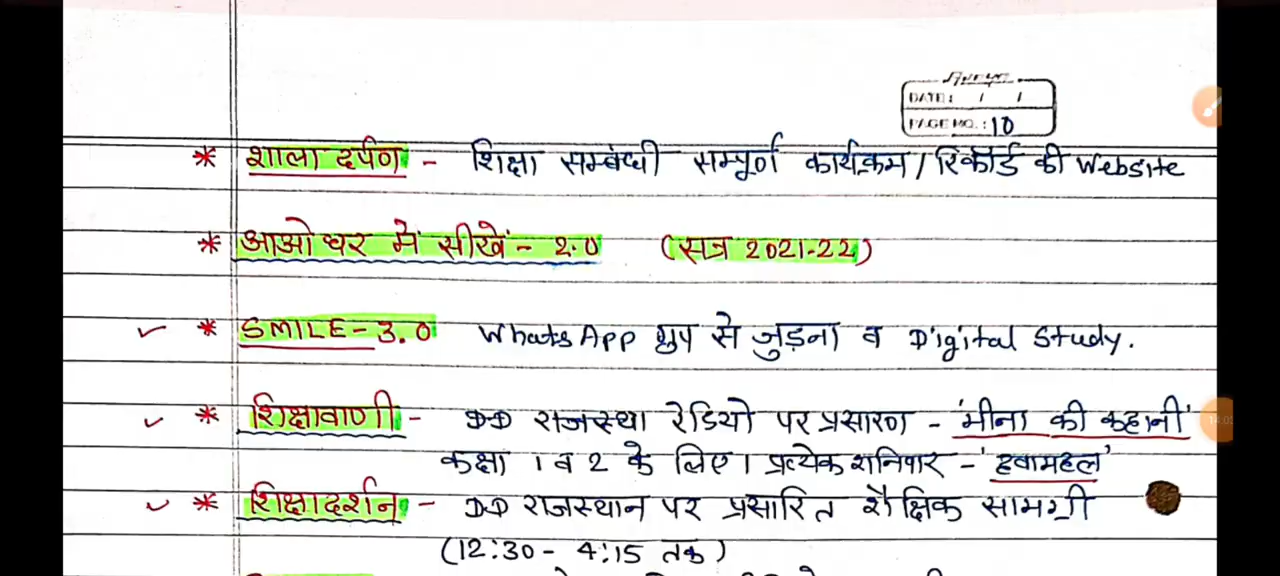 DATE: / /
PAGE NO.: 10
* शाला दर्पण - शिक्षा सम्बंधी सम्पूर्ण कार्यक्रम / रिकॉर्ड की Website
* आओ घर में सीखें - 2.0 (सत्र 2021-22)
* SMILE - 3.0 WhatsApp ग्रुप से जुड़ना व Digital Study.
* शिक्षावाणी - DD राजस्था रेडियो पर प्रसारण - 'मीना की कहानी'
कक्षा 1 व 2 के लिए। प्रत्येक शनिवार - 'हवामहल'
* शिक्षादर्शन - DD राजस्थान पर प्रसारित शैक्षिक सामग्री
(12:30 - 4:15 तक)